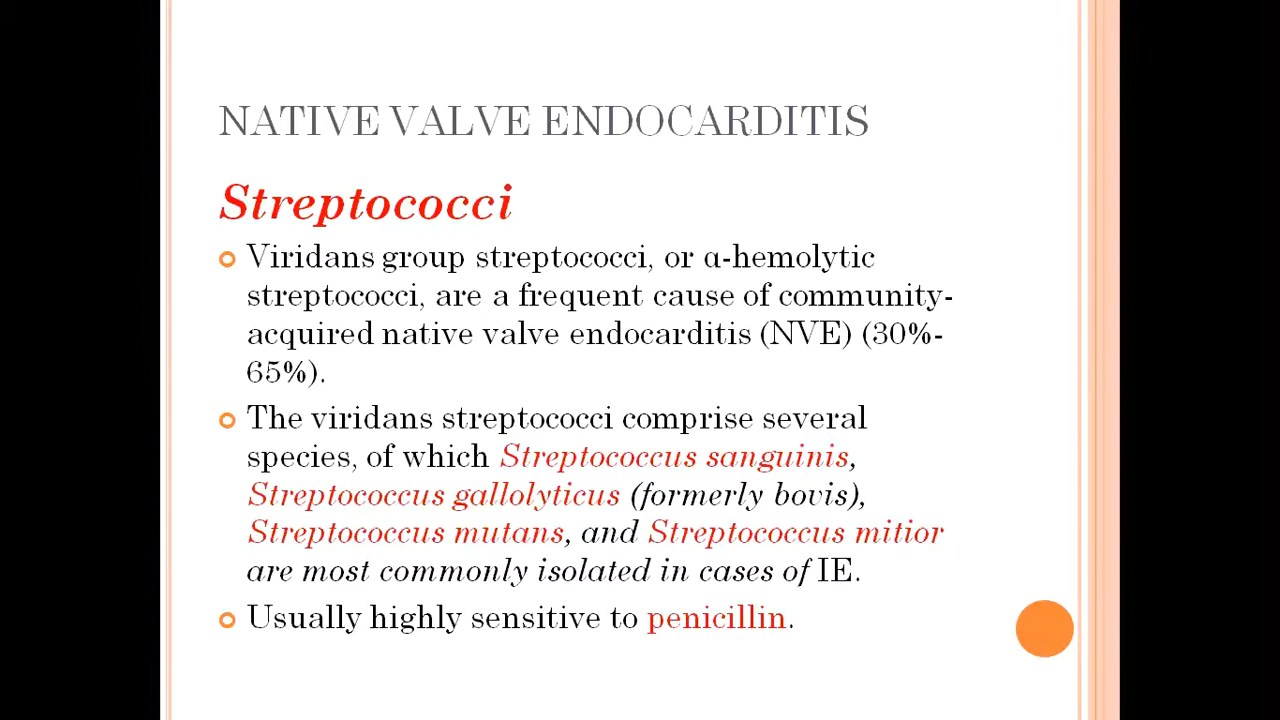 NATIVE VALVE ENDOCARDITIS
Streptococci
Viridans group streptococci, or α-hemolytic
streptococci, are a frequent cause of community-
acquired native valve endocarditis (NVE) (30%-
65%).
The viridans streptococci comprise several
species, of which Streptococcus sanguinis,
Streptococcus gallolyticus (formerly bovis),
Streptococcus mutans, and Streptococcus mitior
are most commonly isolated in cases of IE.
Usually highly sensitive to penicillin.